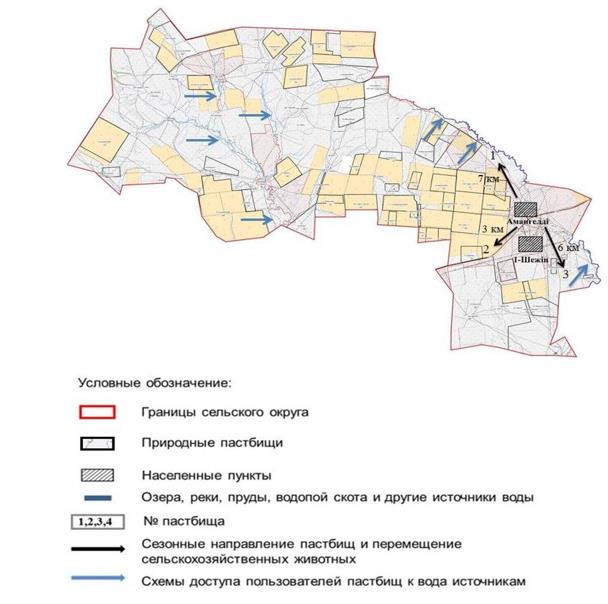 1
7 км
Амангелді
3 км
2
1-Шежін
6 км
3
Условные обозначение:
Границы сельского округа
Природные пастбищи
Населенные пункты
Озера, реки, пруды, водопой скота и другие источники воды
1,2,3,4 № пастбища
Сезонные направление пастбищ и перемещение
сельскохозяйственных животных
Схемы доступа пользователей пастбищ к вода источникам